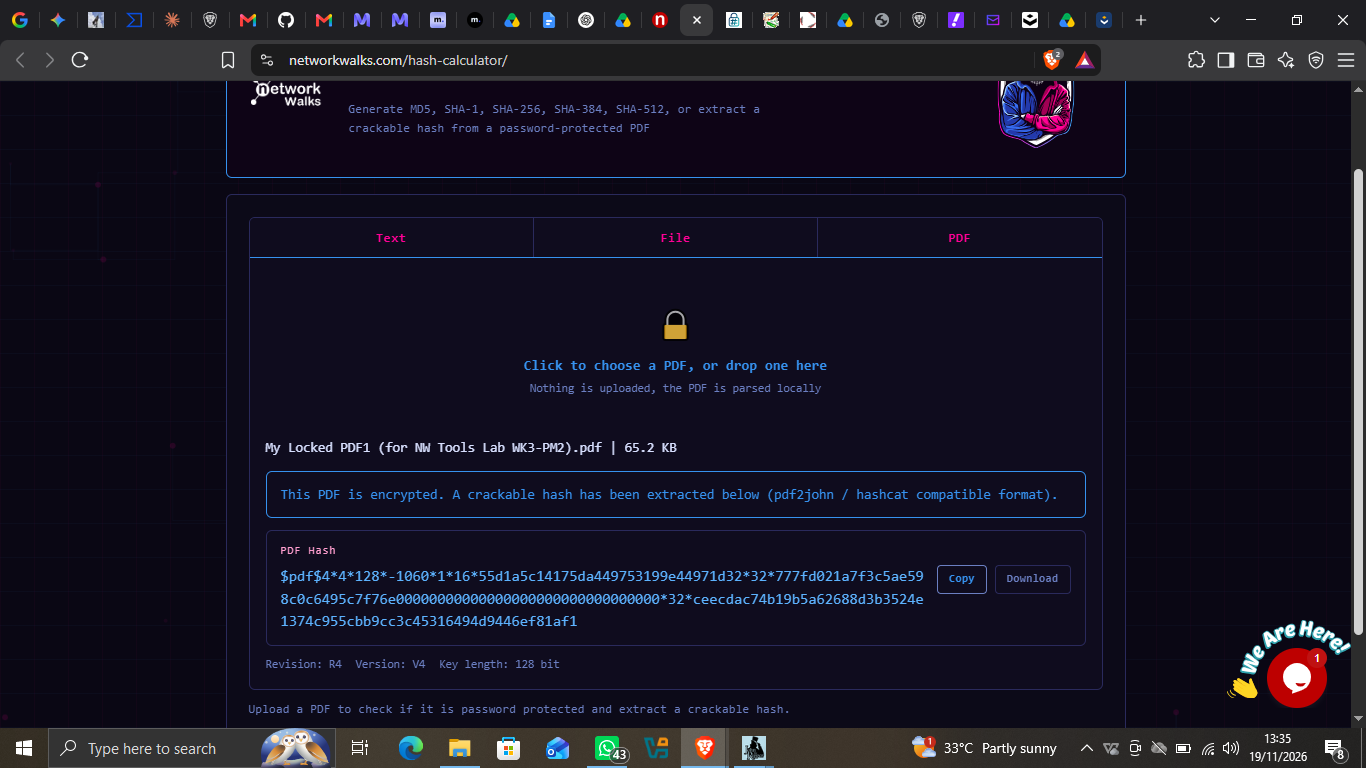 networkwalks.com/hash-calculator/
2
network
Walks
Generate MD5, SHA-1, SHA-256, SHA-384, SHA-512, or extract a
crackable hash from a password-protected PDF
Text
File
PDF
Click to choose a PDF, or drop one here
Nothing is uploaded, the PDF is parsed locally
My Locked PDF1 (for NW Tools Lab WK3-PM2).pdf | 65.2 KB
This PDF is encrypted. A crackable hash has been extracted below (pdf2john / hashcat compatible format).
PDF Hash
$pdf$4*4*128*-1060*1*16*55d1a5c14175da449753199e44971d32*32*777fd021a7f3c5ae59
8c0c6495c7f76e00000000000000000000000000000000*32*ceecdac74b19b5a62688d3b3524e
1374c955cbb9cc3c45316494d9446ef81af1
Copy
Download
Revision: R4 Version: V4 Key length: 128 bit
Upload a PDF to check if it is password protected and extract a crackable hash.
We Are Here!
1
Type here to search
43
1
33°C Partly sunny
13:35
19/11/2026
8